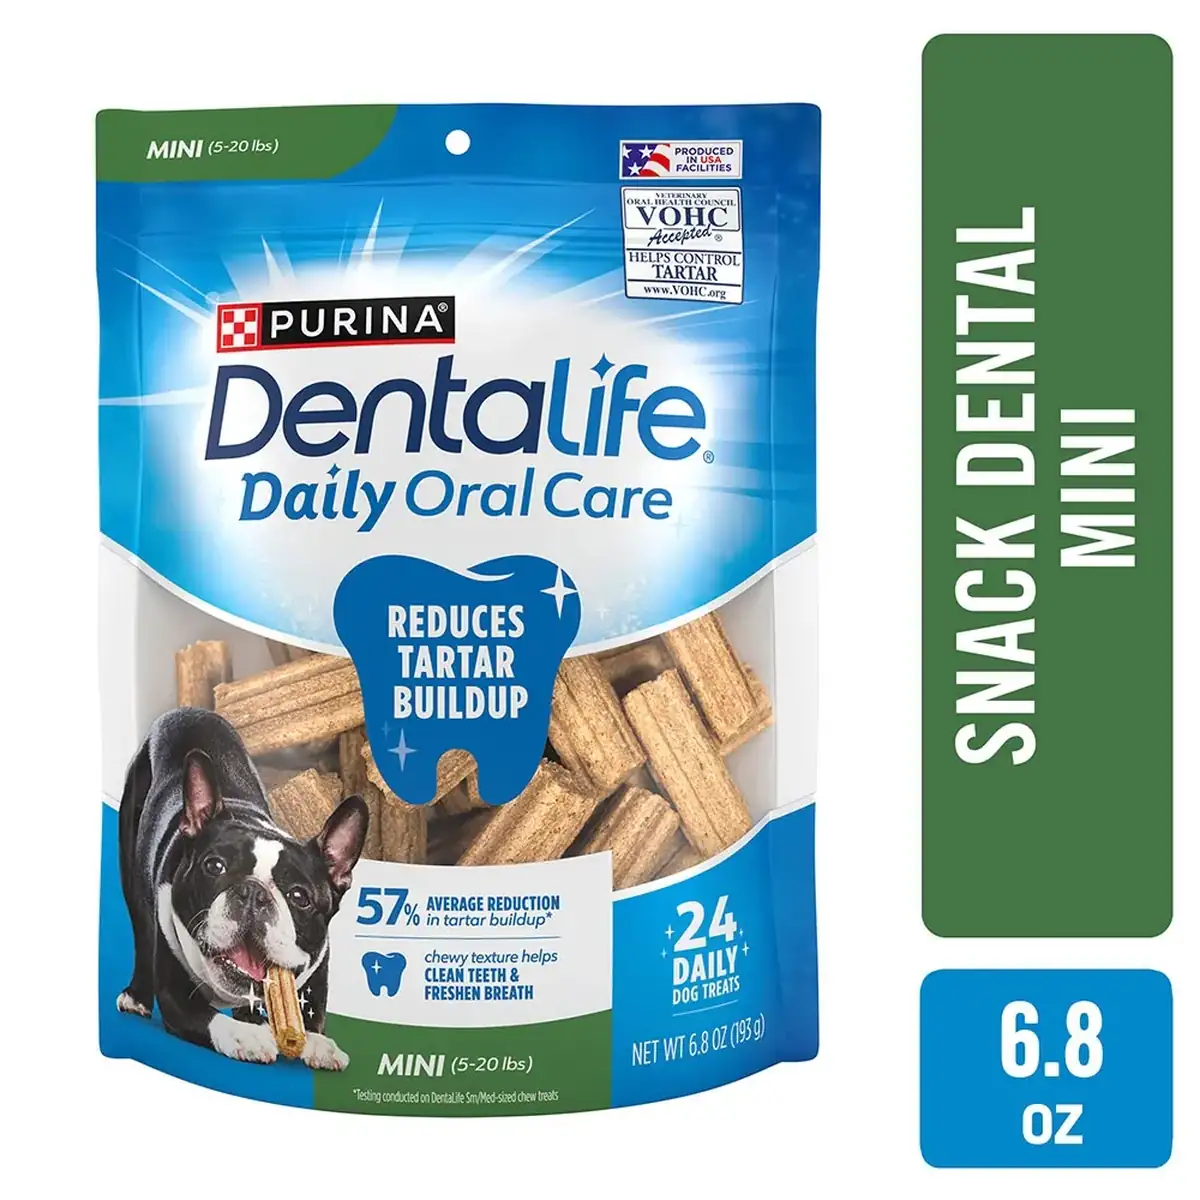 MINI (5-20 lbs)
PRODUCED
IN USA
FACILITIES
VETERINARY
ORAL HEALTH COUNCIL
VOHC
Accepted ®
HELPS CONTROL
TARTAR
www.VOHC.org
PURINA®
DentaLife®
Daily Oral Care
REDUCES
TARTAR
BUILDUP
57% AVERAGE REDUCTION
in tartar buildup*
chewy texture helps
CLEAN TEETH &
FRESHEN BREATH
24
DAILY
DOG TREATS
NET WT 6.8 OZ (193 g)
MINI (5-20 lbs)
*Testing conducted on DentaLife Sm/Med-sized chew treats
SNACK DENTAL
MINI
6.8
OZ